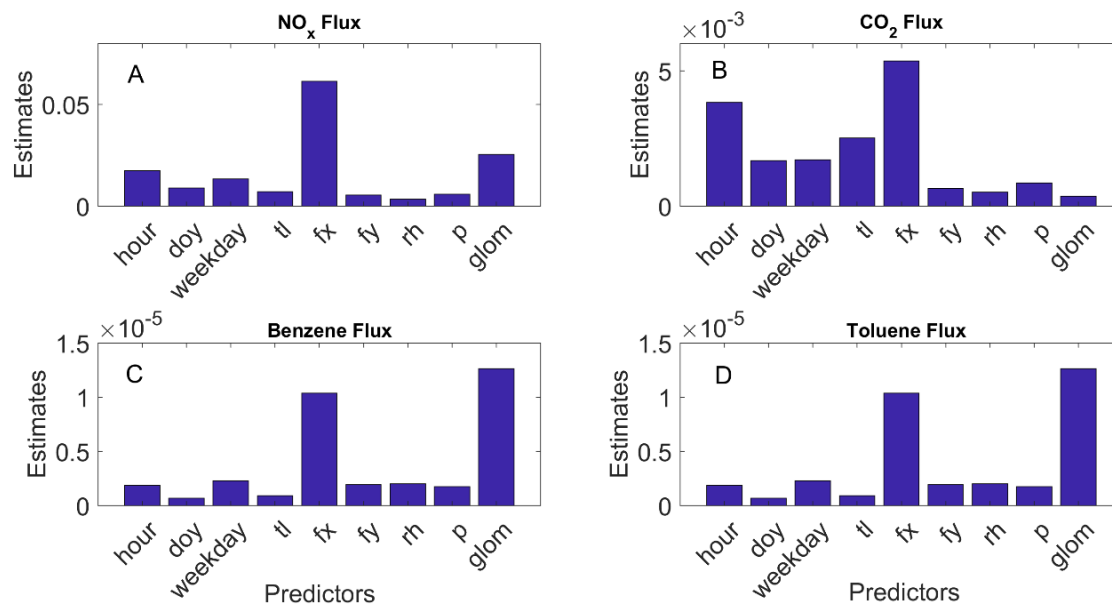 NOx Flux
A
Estimates
0.05
0
hour doy weekday tl fx fy rh p glom
×10-3
CO2 Flux
B
Estimates
5
0
hour doy weekday tl fx fy rh p glom
×10-5
Benzene Flux
C
Estimates
1.5
1
0.5
0
hour doy weekday tl fx fy rh p glom
Predictors
×10-5
Toluene Flux
D
Estimates
1.5
1
0.5
0
hour doy weekday tl fx fy rh p glom
Predictors